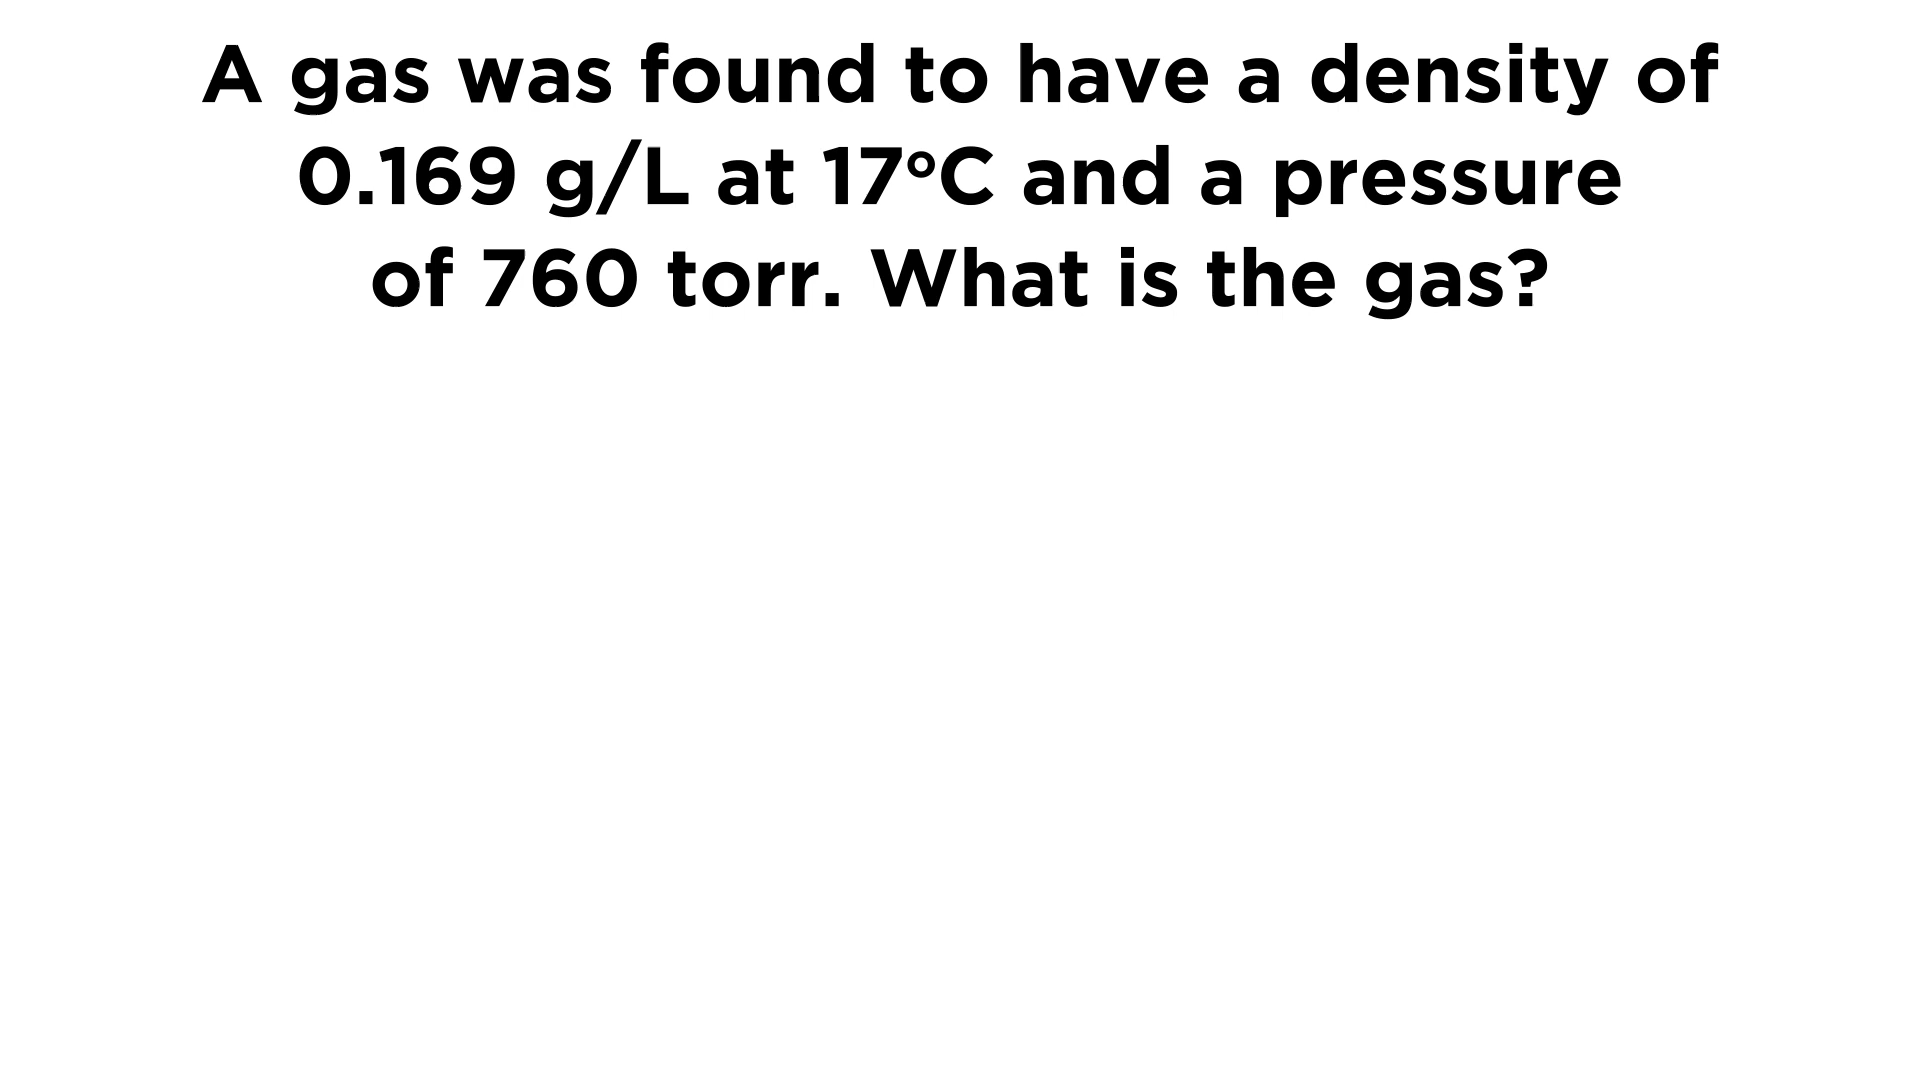 A gas was found to have a density of
0.169 g/L at 17°C and a pressure
of 760 torr. What is the gas?